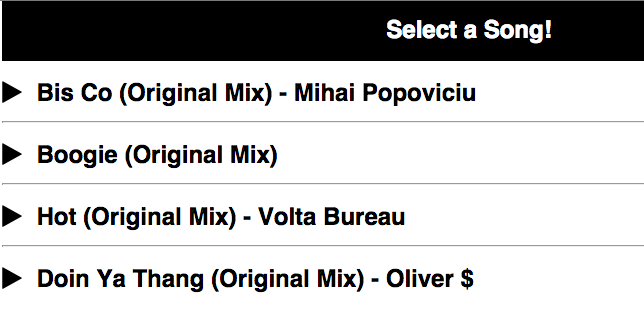 Select a Song!
Bis Co (Original Mix) - Mihai Popoviciu
Boogie (Original Mix)
Hot (Original Mix) - Volta Bureau
Doin Ya Thang (Original Mix) - Oliver $